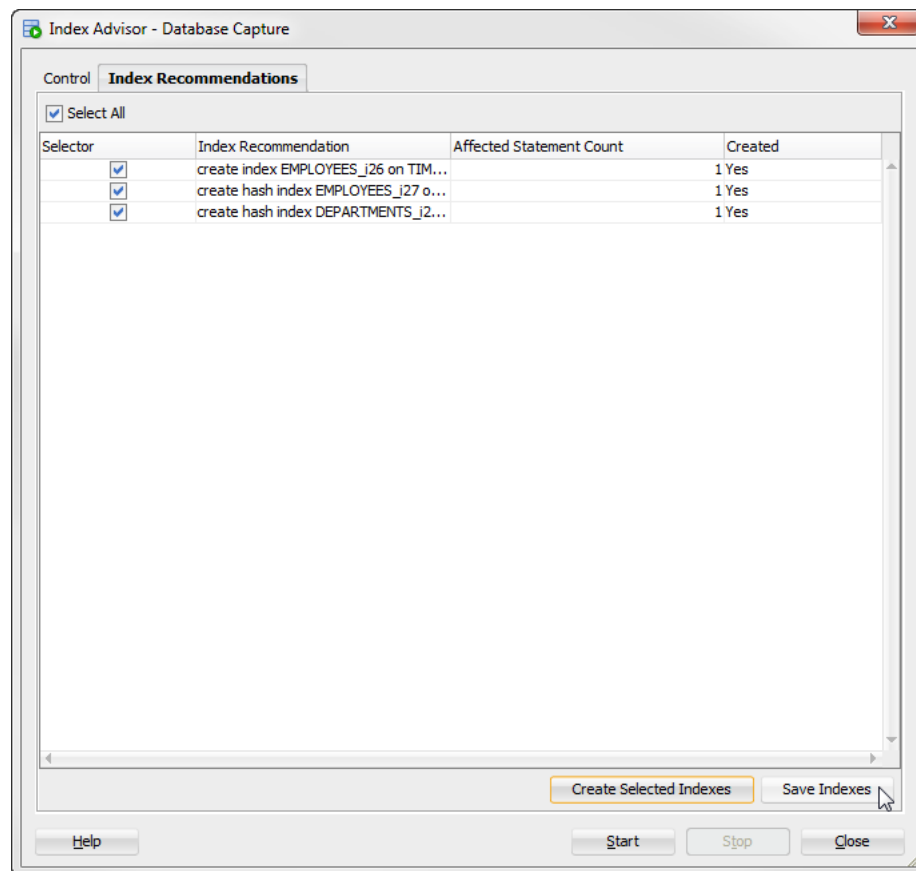 Index Advisor - Database Capture
Control Index Recommendations
Select All
Selector Index Recommendation Affected Statement Count Created
create index EMPLOYEES_i26 on TIM... 1 Yes
create hash index EMPLOYEES_i27 o... 1 Yes
create hash index DEPARTMENTS_i2... 1 Yes
Create Selected Indexes Save Indexes
Help Start Stop Close